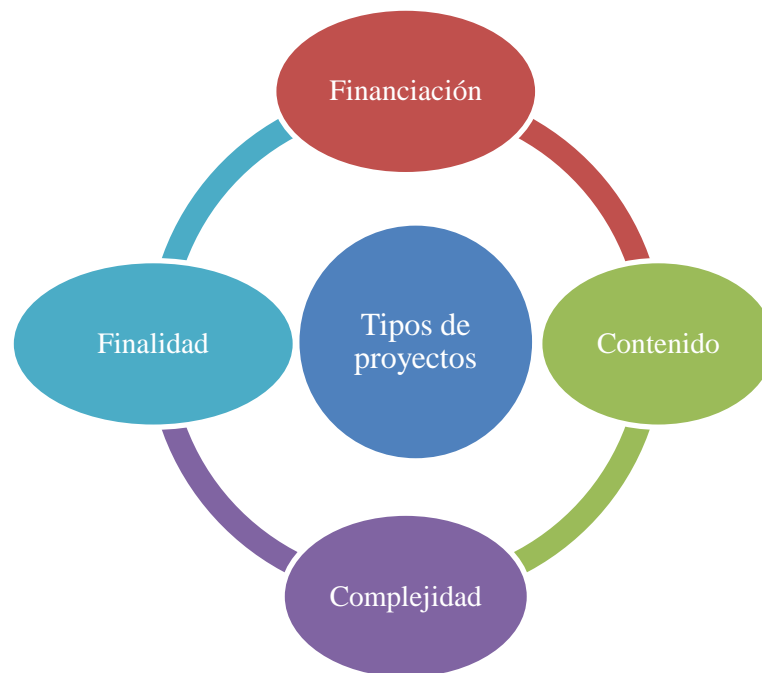 Financiación
Finalidad
Tipos de
proyectos
Contenido
Complejidad